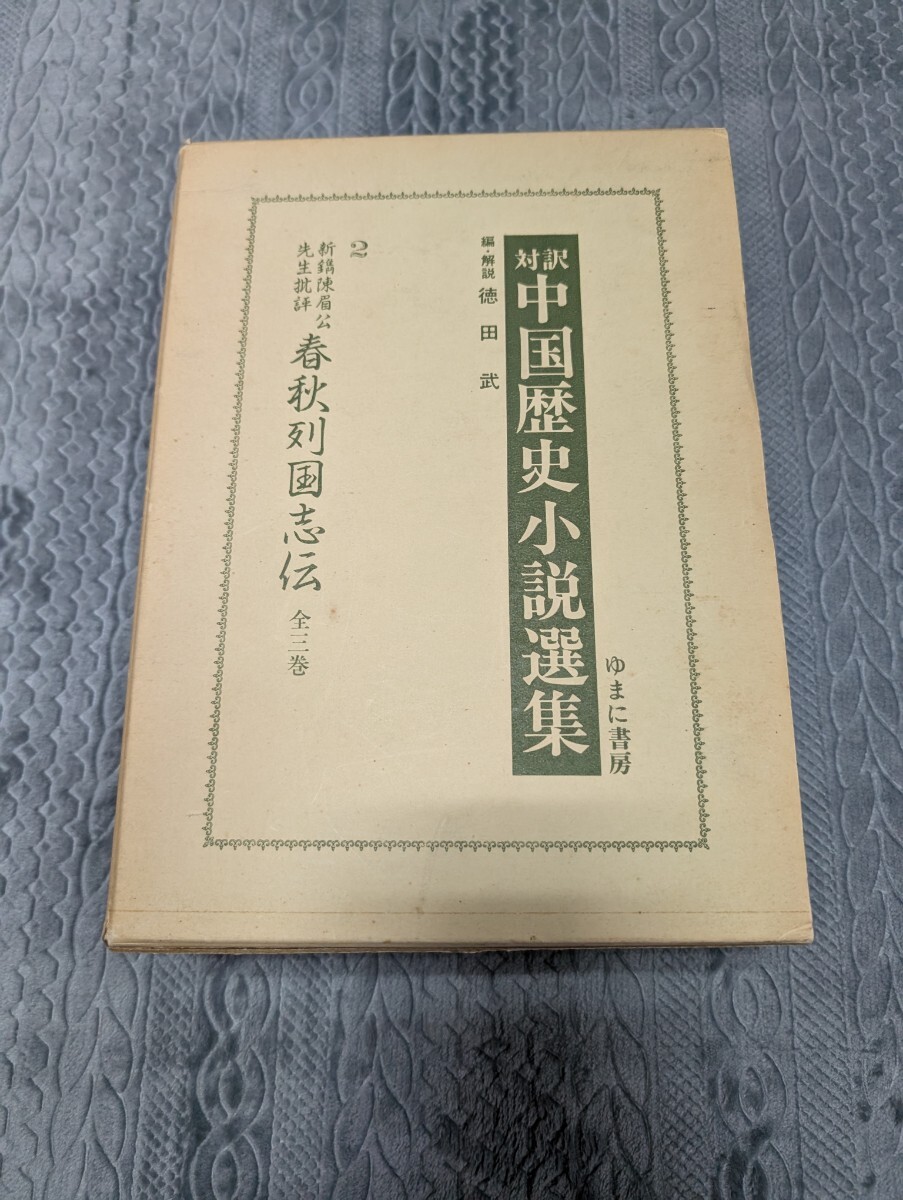 ゆまに書房
対訳 中国歴史小説選集
編・解説 徳田武
2
新鐫陳眉公
先生批評
春秋列国志伝 全三巻